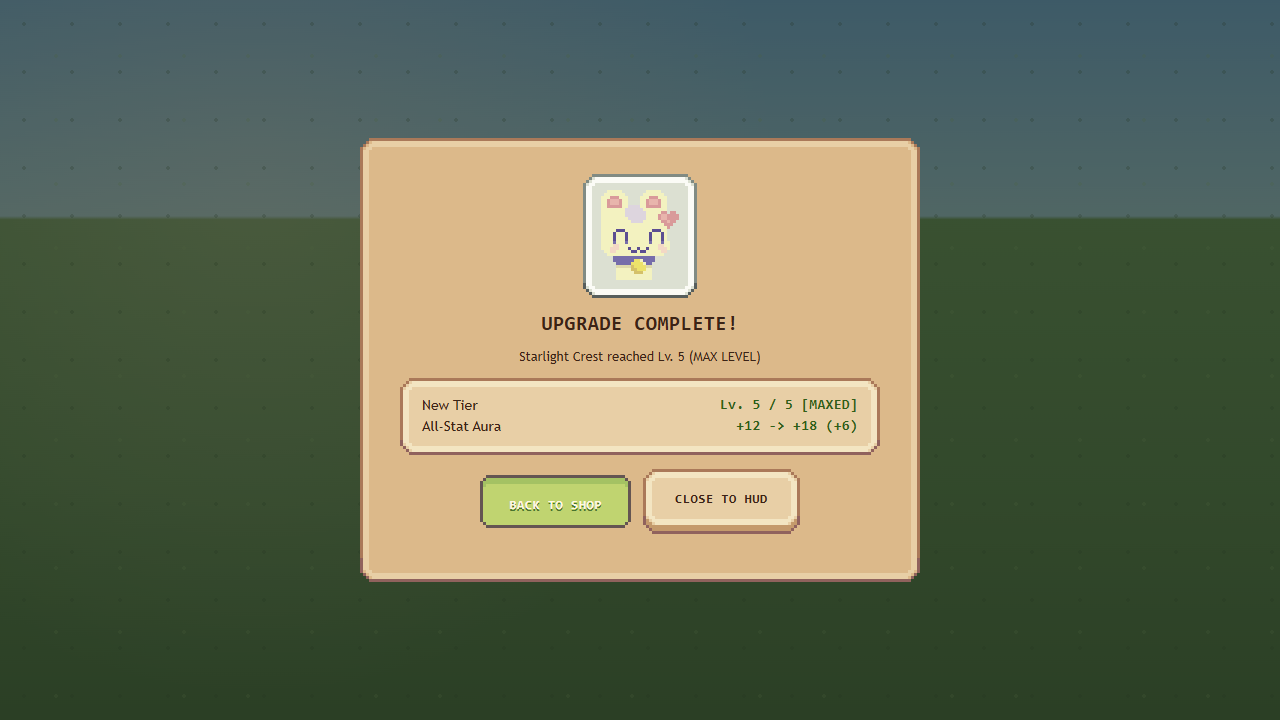 UPGRADE COMPLETE!
Starlight Crest reached Lv. 5 (MAX LEVEL)
New Tier Lv. 5 / 5 [MAXED]
All-Stat Aura +12 -> +18 (+6)
BACK TO SHOP CLOSE TO HUD